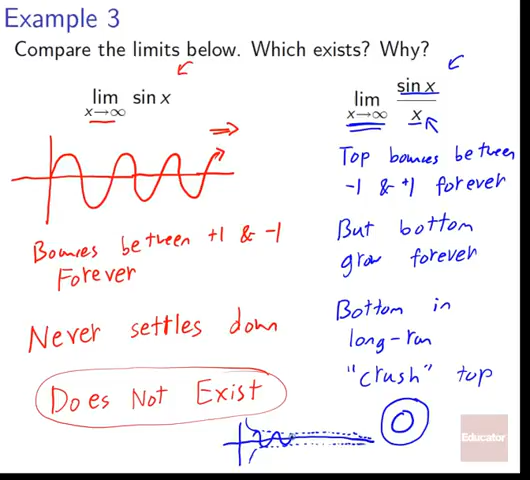 Example 3
Compare the limits below. Which exists? Why?
lim sin x
x→∞
lim sin x
x→∞ x
Bounces between +1 & -1
Forever
Never settles down
Does Not Exist
Top bounces between
-1 & +1 forever
But bottom
grow forever
Bottom in
long-run
"crush" top
0
Educator